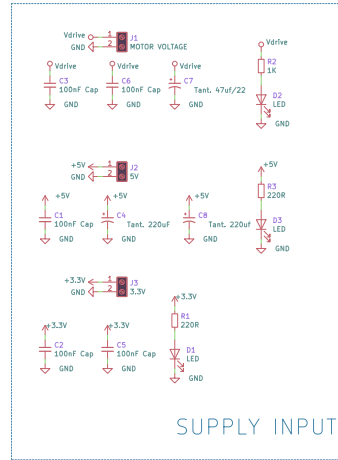 Vdrive 1 J1
GND 2 MOTOR VOLTAGE
Vdrive
Vdrive Vdrive Vdrive
R2
1K
C3 C6 C7
100nF Cap 100nF Cap Tant. 47uf/22
D2
LED
GND GND GND
GND
+5V 1 J2
GND 2 5V
+5V
R3
220R
+5V +5V +5V
C1 C4 C8
100nF Cap Tant. 220uF Tant. 220uf
D3
LED
GND GND GND
GND
+3.3V 1 J3
GND 2 3.3V
+3.3V
R1
220R
+3.3V +3.3V
C2 C5
100nF Cap 100nF Cap
D1
LED
GND GND
GND
SUPPLY INPUT